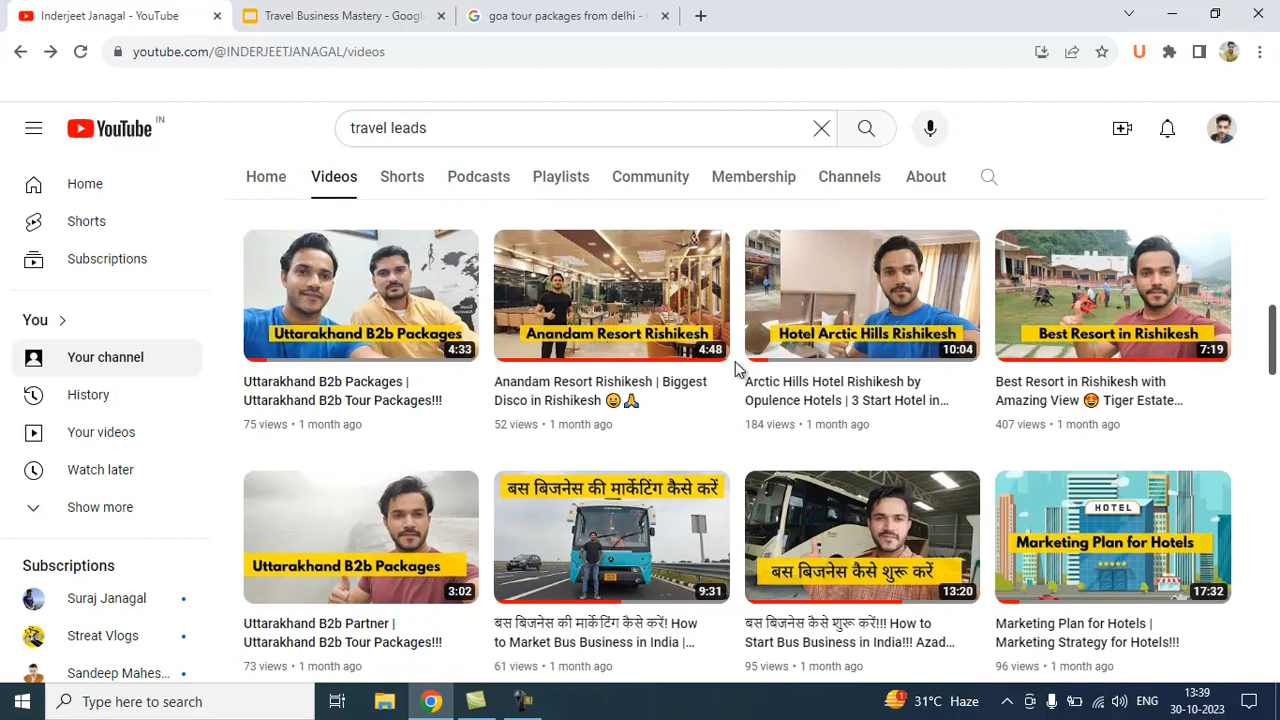 Inderjeet Janagal - YouTube
Travel Business Mastery - Googl
goa tour packages from delhi -
youtube.com/@INDERJEETJANAGAL/videos
U
YouTube IN
travel leads
Home
Videos
Shorts
Podcasts
Playlists
Community
Membership
Channels
About
Home
Shorts
Subscriptions
You
Your channel
History
Your videos
Watch later
Show more
Subscriptions
Suraj Janagal
Streat Vlogs
Sandeep Mahes...
Uttarakhand B2b Packages
4:33
Uttarakhand B2b Packages |
Uttarakhand B2b Tour Packages!!!
75 views • 1 month ago
Anandam Resort Rishikesh
4:48
Anandam Resort Rishikesh | Biggest
Disco in Rishikesh 😃🙏
52 views • 1 month ago
Hotel Arctic Hills Rishikesh
10:04
Arctic Hills Hotel Rishikesh by
Opulence Hotels | 3 Start Hotel in...
184 views • 1 month ago
Best Resort in Rishikesh
7:19
Best Resort in Rishikesh with
Amazing View 🤩 Tiger Estate...
407 views • 1 month ago
Uttarakhand B2b Packages
3:02
Uttarakhand B2b Partner |
Uttarakhand B2b Tour Packages!!!
73 views • 1 month ago
बस बिजनेस की मार्केटिंग कैसे करें
9:31
बस बिजनेस की मार्केटिंग कैसे करें! How
to Market Bus Business in India |...
61 views • 1 month ago
बस बिजनेस कैसे शुरू करें
13:20
बस बिजनेस कैसे शुरू करें!!! How to
Start Bus Business in India!!! Azad...
95 views • 1 month ago
HOTEL
Marketing Plan for Hotels
17:32
Marketing Plan for Hotels |
Marketing Strategy for Hotels!!!
96 views • 1 month ago
Type here to search
1
31°C Haze
ENG
13:39
30-10-2023